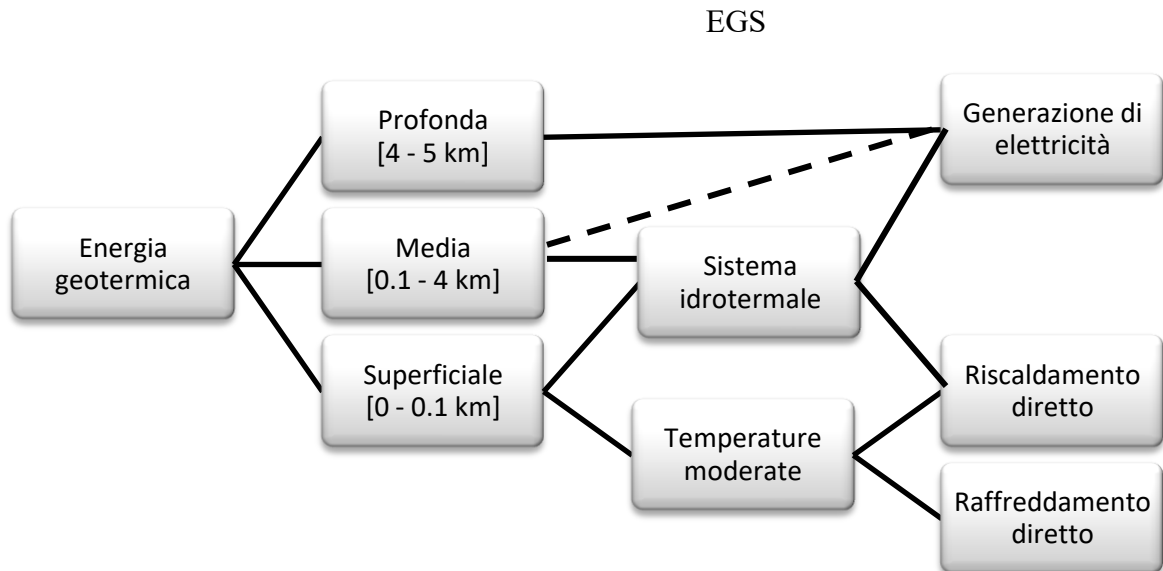 EGS
Profonda
[4 - 5 km]
Generazione di
elettricità
Energia
geotermica
Media
[0.1 - 4 km]
Sistema
idrotermale
Superficiale
[0 - 0.1 km]
Riscaldamento
diretto
Temperature
moderate
Raffreddamento
diretto